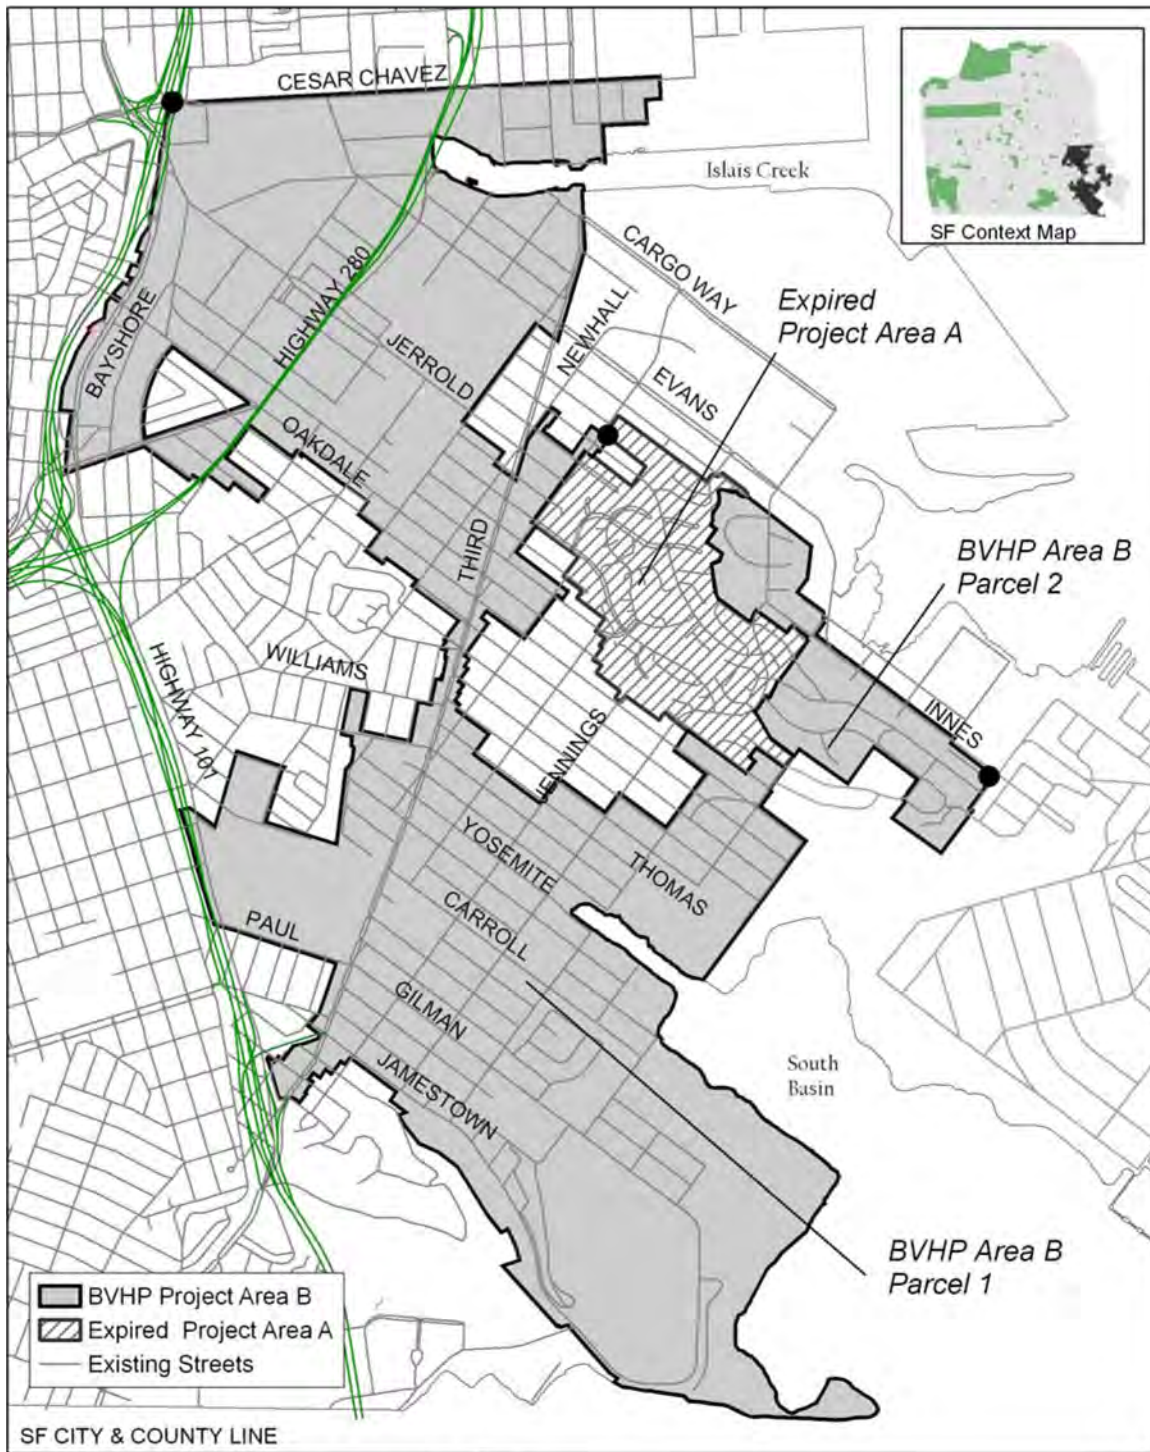 CESAR CHAVEZ
Islais Creek
SF Context Map
CARGO WAY
Expired
Project Area A
HIGHWAY 280
NEWHALL
BAYSHORE
JERROLD
EVANS
OAKDALE
THIRD
BVHP Area B
Parcel 2
WILLIAMS
HIGHWAY 101
INNES
JENNINGS
YOSEMITE
THOMAS
CARROLL
PAUL
GILMAN
JAMESTOWN
South
Basin
BVHP Area B
Parcel 1
BVHP Project Area B
Expired Project Area A
Existing Streets
SF CITY & COUNTY LINE